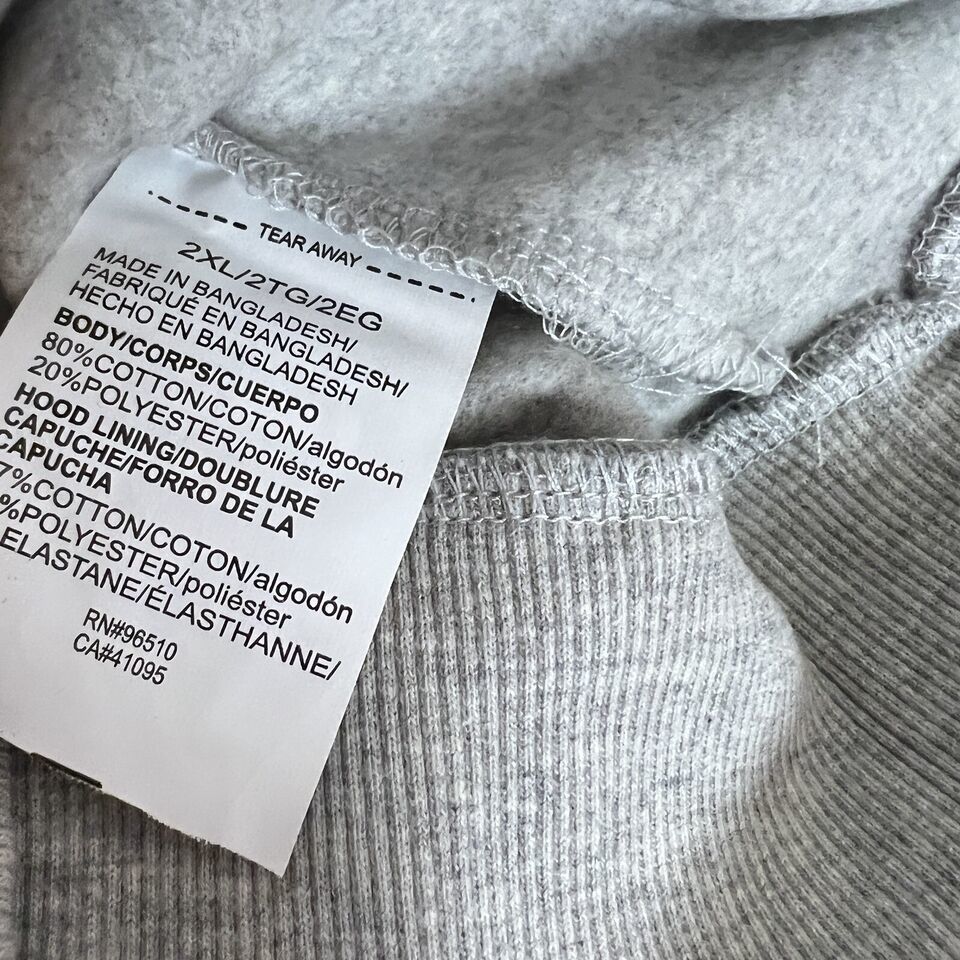 TEAR AWAY
2XL/2TG/2EG
MADE IN BANGLADESH/
FABRIQUÉ EN BANGLADESH/
HECHO EN BANGLADESH
BODY/CORPS/CUERPO
80%COTTON/COTON/algodón
20%POLYESTER/poliéster
HOOD LINING/DOUBLURE
CAPUCHE/FORRO DE LA
CAPUCHA
7%COTTON/COTON/algodón
%POLYESTER/poliéster
ELASTANE/ÉLASTHANNE/
RN#96510
CA#41095